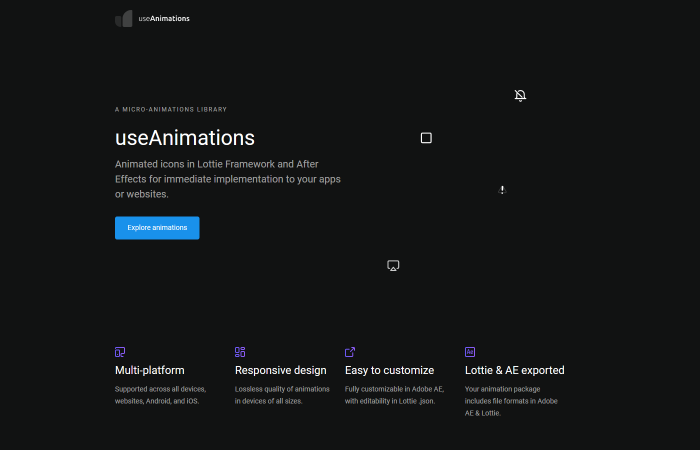 useAnimations
A MICRO-ANIMATIONS LIBRARY
useAnimations
Animated icons in Lottie Framework and After
Effects for immediate implementation to your apps
or websites.
Explore animations
Multi-platform
Supported across all devices,
websites, Android, and iOS.
Responsive design
Lossless quality of animations
in devices of all sizes.
Easy to customize
Fully customizable in Adobe AE,
with editability in Lottie .json.
Ae
Lottie & AE exported
Your animation package
includes file formats in Adobe
AE & Lottie.